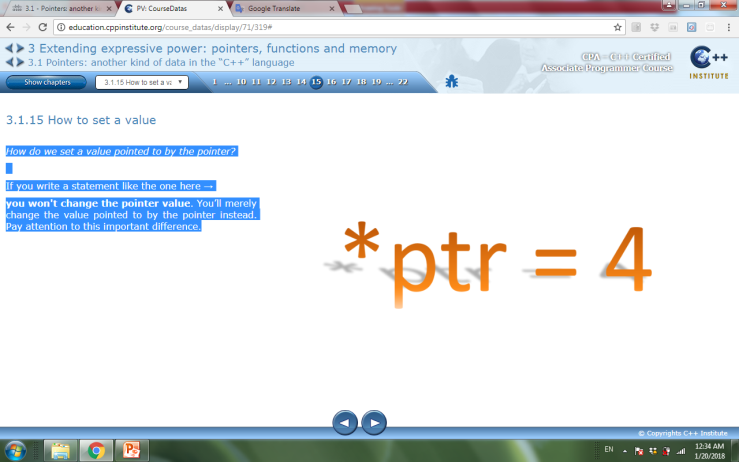 3.1 - Pointers: another k
PV: CourseDatas
Google Translate
education.cppinstitute.org/course_datas/display/71/319#
3 Extending expressive power: pointers, functions and memory
3.1 Pointers: another kind of data in the "C++" language
CPA – C++ Certified
Associate Programmer Course
C++
INSTITUTE
Show chapters
3.1.15 How to set a va
1 ... 10 11 12 13 14 15 16 17 18 19 ... 22
3.1.15 How to set a value
How do we set a value pointed to by the pointer?
If you write a statement like the one here →
you won't change the pointer value. You'll merely
change the value pointed to by the pointer instead.
Pay attention to this important difference.
*ptr = 4
© Copyrights C++ Institute
EN
12:34 AM
1/20/2018